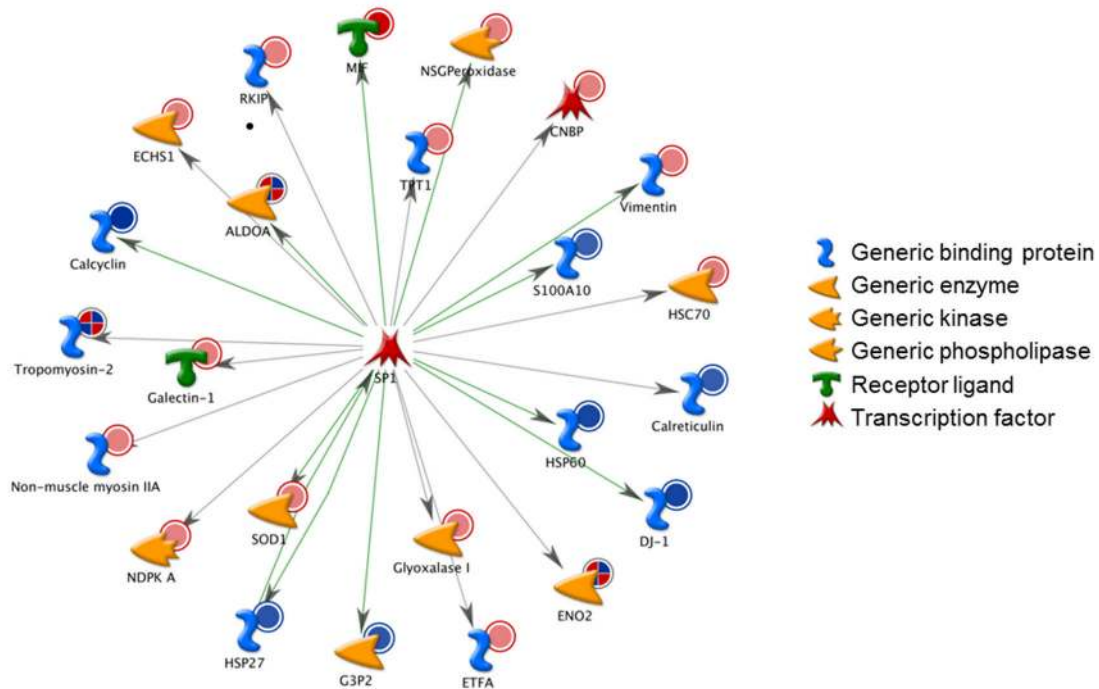 MIF
NSGPeroxidase
RKIP
CNBP
ECHS1
TPT1
Vimentin
ALDOA
Calcyclin
S100A10
HSC70
Generic binding protein
Generic enzyme
Generic kinase
Generic phospholipase
Receptor ligand
Transcription factor
Tropomyosin-2
Galectin-1
SP1
Calreticulin
HSP60
Non-muscle myosin IIA
SOD1
DJ-1
NDPK A
Glyoxalase I
ENO2
HSP27
G3P2
ETFA